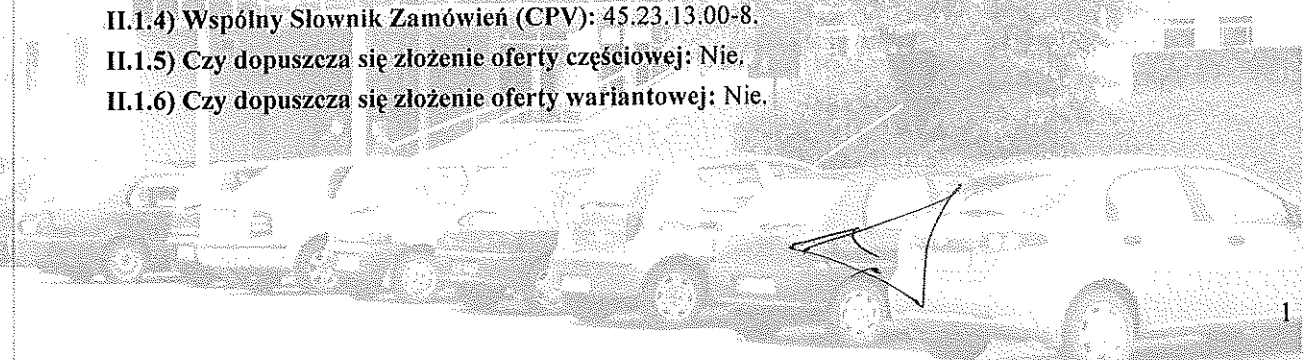 II.1.4) Wspólny Słownik Zamówień (CPV): 45.23.13.00-8.
II.1.5) Czy dopuszcza się złożenie oferty częściowej: Nie.
II.1.6) Czy dopuszcza się złożenie oferty wariantowej: Nie.
1